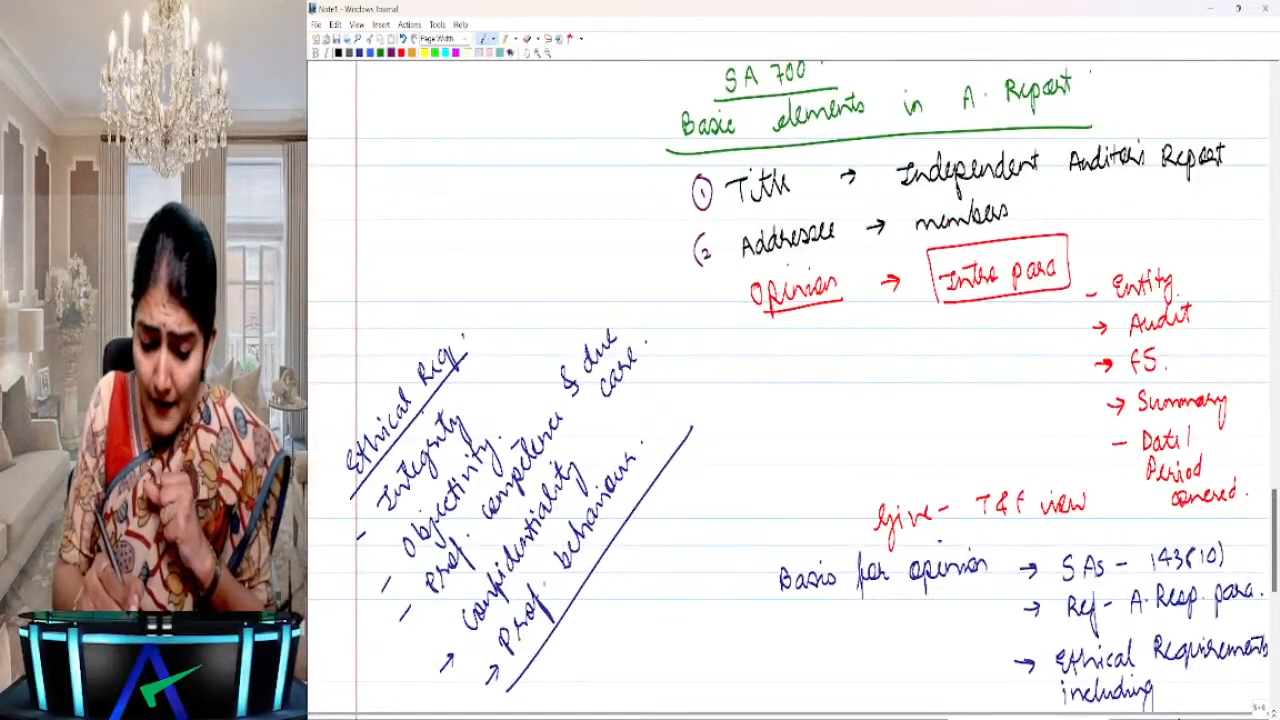 Note1 - Windows Journal
File Edit View Insert Actions Tools Help
Page Width
SA 700
Basic elements in A. Report
① Title → Independent Auditor's Report
② Addressee → members
Opinion → Intro para
- Entity
→ Audit
→ FS.
→ Summary
- Date/
Period
covered.
Give - T & F view
Basis for opinion → SAs - 143(10)
→ Ref - A. Resp. para.
→ Ethical Requirements
including
Ethical Req.
- Integrity
- Objectivity.
- Prof. competence & due
care.
→ Confidentiality
→ Prof. behaviour.